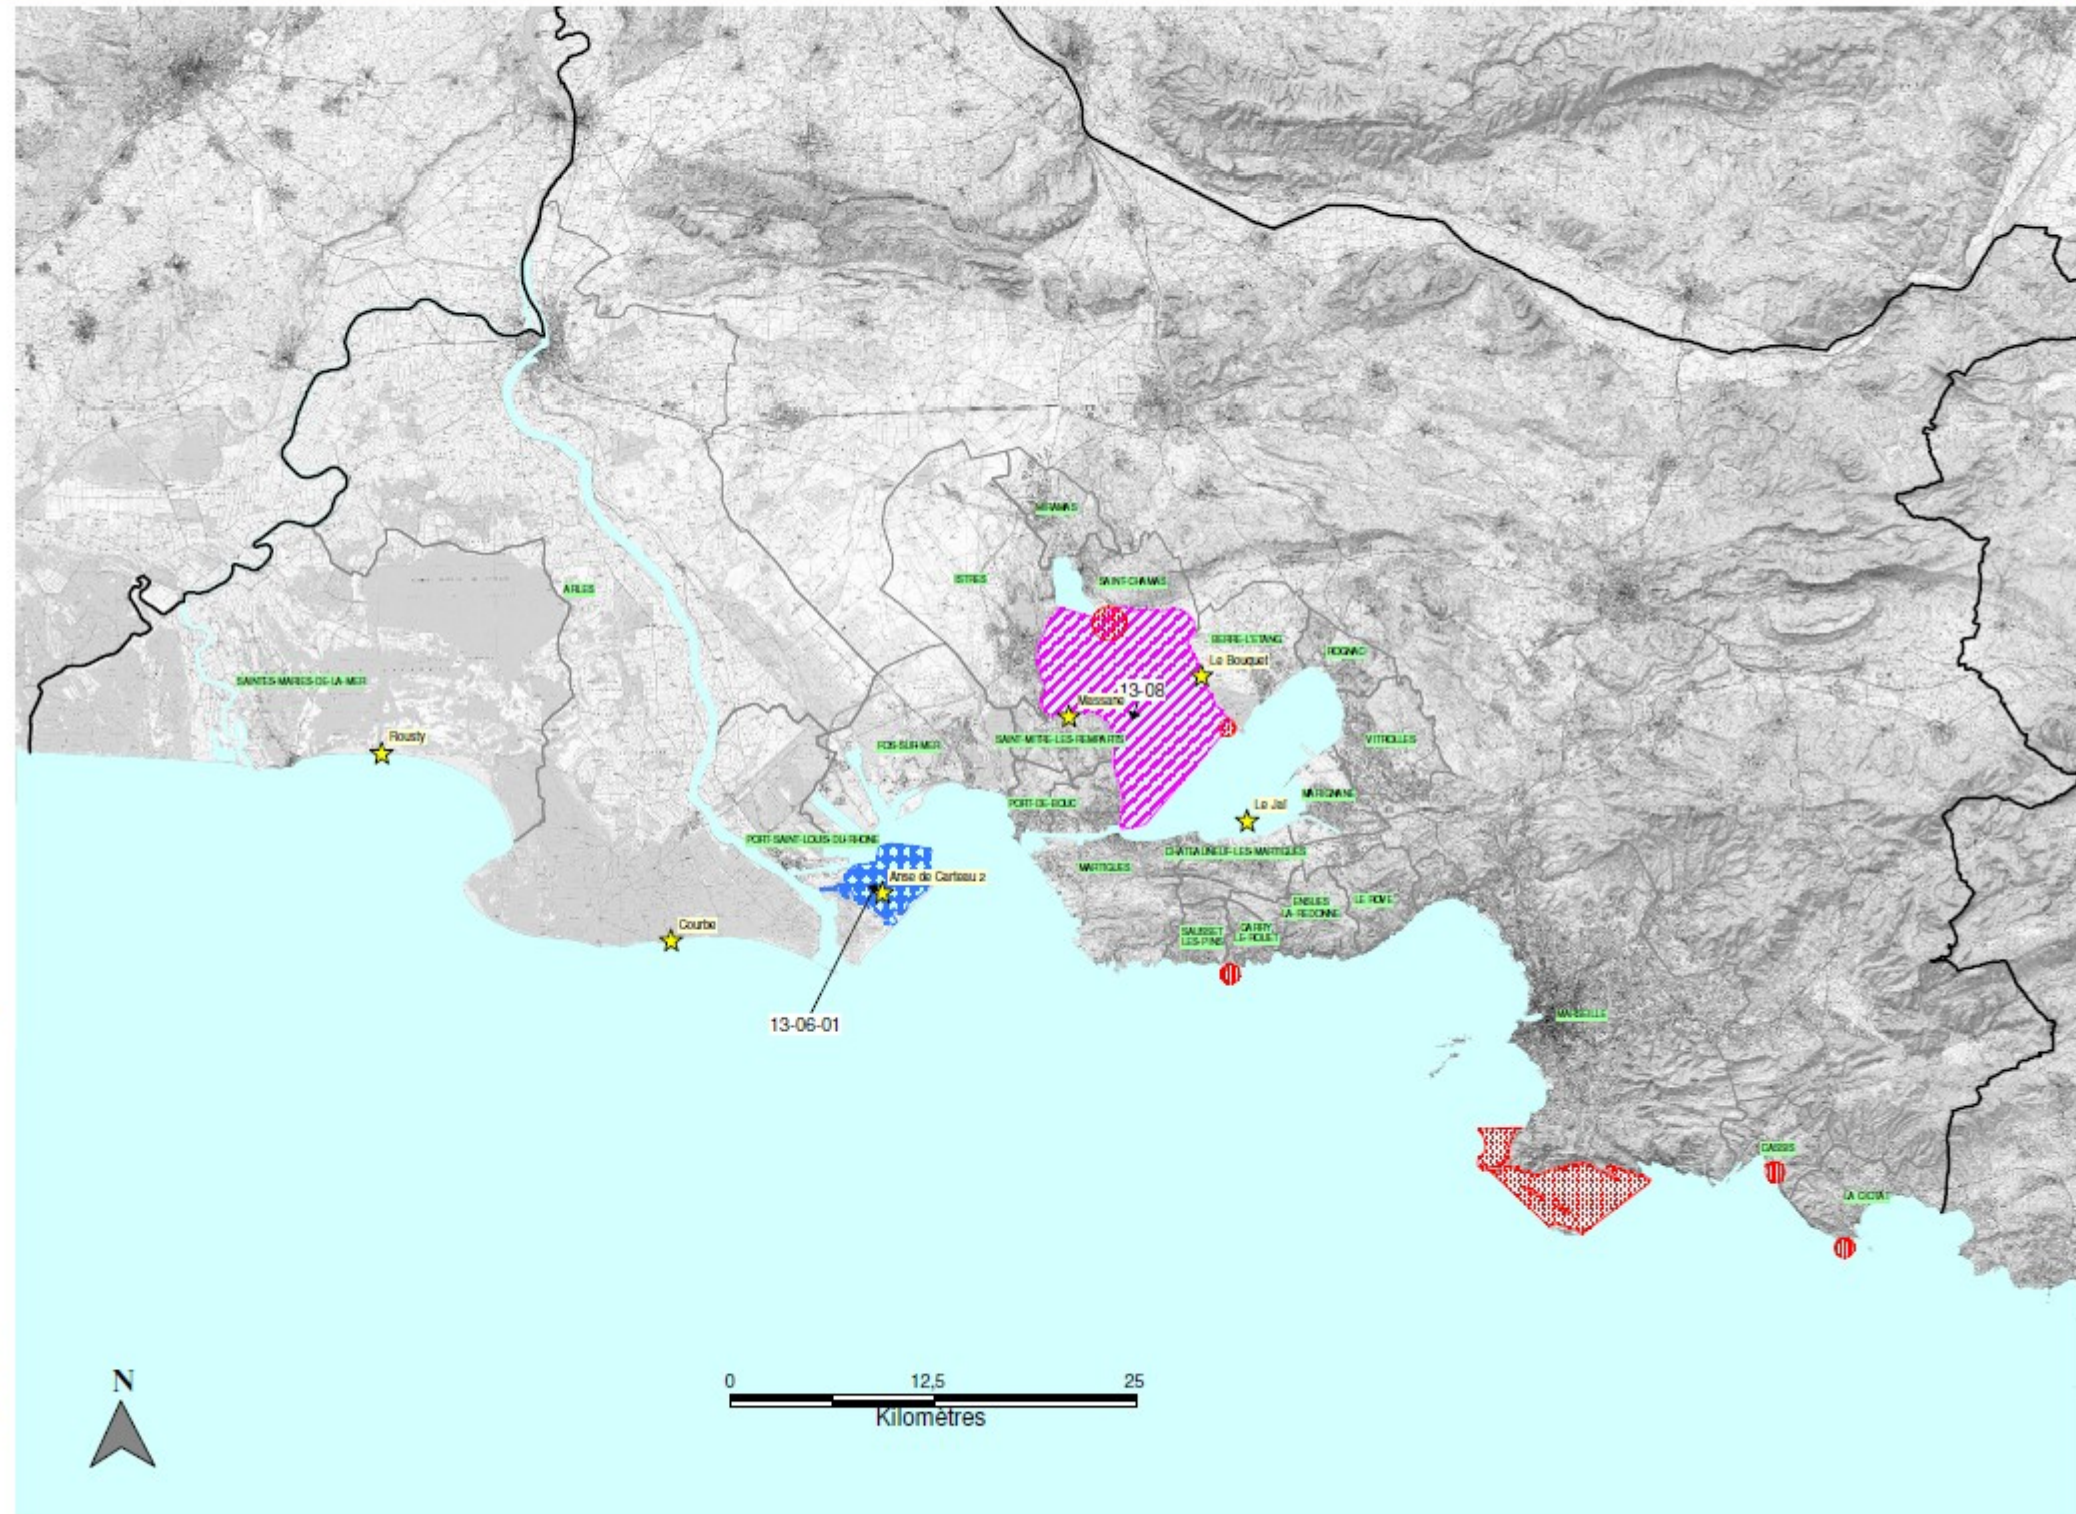 MIRAMAS
ISTRES
SAINT-CHAMAS
ARLES
BERRE-L'ETANG
ROGNAC
Le Bouquet
SAINTES-MARIES-DE-LA-MER
13-08
Massane
Rousty
FOS-SUR-MER
SAINT-MITRE-LES-REMPARTS
VITROLLES
PORT-DE-BOUC
Le Jaï
MARIGNANE
PORT-SAINT-LOUIS-DU-RHONE
CHATEAUNEUF-LES-MARTIGUES
MARTIGUES
Anse de Carteau 2
ENSUES
LA-REDONNE
LE ROVE
Courbe
SAUSSET
LES-PINS
CARRY
LE-ROUET
13-06-01
MARSEILLE
CASSIS
LA CIOTAT
N
0 12,5 25
Kilomètres